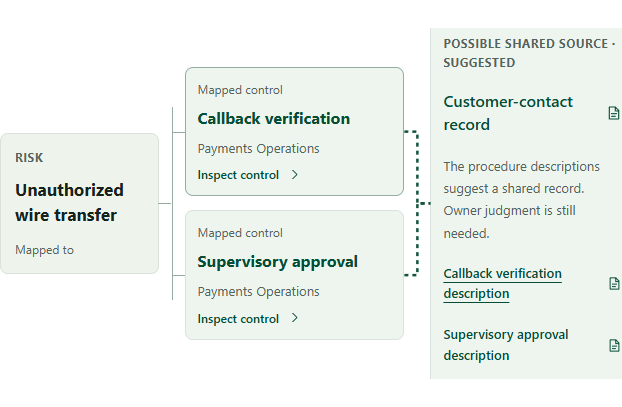 RISK
Unauthorized
wire transfer
Mapped to
Mapped control
Callback verification
Payments Operations
Inspect control
Mapped control
Supervisory approval
Payments Operations
Inspect control
POSSIBLE SHARED SOURCE ·
SUGGESTED
Customer-contact
record
The procedure descriptions
suggest a shared record.
Owner judgment is still
needed.
Callback verification
description
Supervisory approval
description